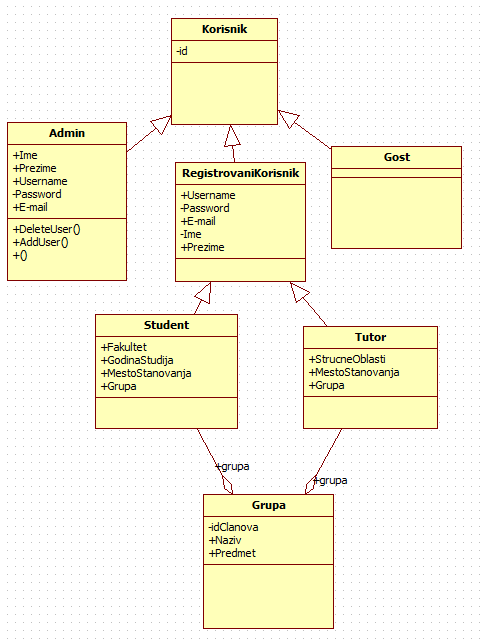 Korisnik
-id
Admin
+Ime
+Prezime
+Username
-Password
+E-mail
+DeleteUser()
+AddUser()
+()
RegistrovaniKorisnik
+Username
-Password
+E-mail
-Ime
+Prezime
Gost
Student
+Fakultet
+GodinaStudija
+MestoStanovanja
+Grupa
Tutor
+StrucneOblasti
+MestoStanovanja
+Grupa
+grupa
+grupa
Grupa
-idClanova
+Naziv
+Predmet